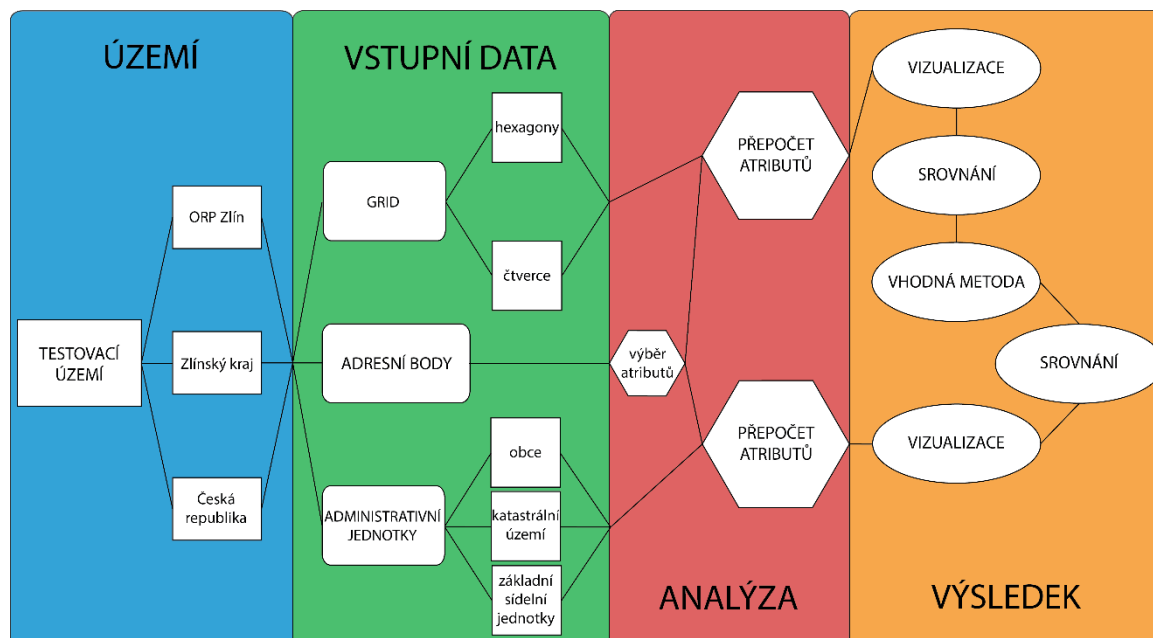 ÚZEMÍ
TESTOVACÍ
ÚZEMÍ
ORP Zlín
Zlínský kraj
Česká
republika
VSTUPNÍ DATA
GRID
hexagony
čtverce
ADRESNÍ BODY
ADMINISTRATIVNÍ
JEDNOTKY
obce
katastrální
území
základní
sídelní
jednotky
PŘEPOČET
ATRIBUTŮ
výběr
atributů
PŘEPOČET
ATRIBUTŮ
ANALÝZA
VIZUALIZACE
SROVNÁNÍ
VHODNÁ METODA
SROVNÁNÍ
VIZUALIZACE
VÝSLEDEK